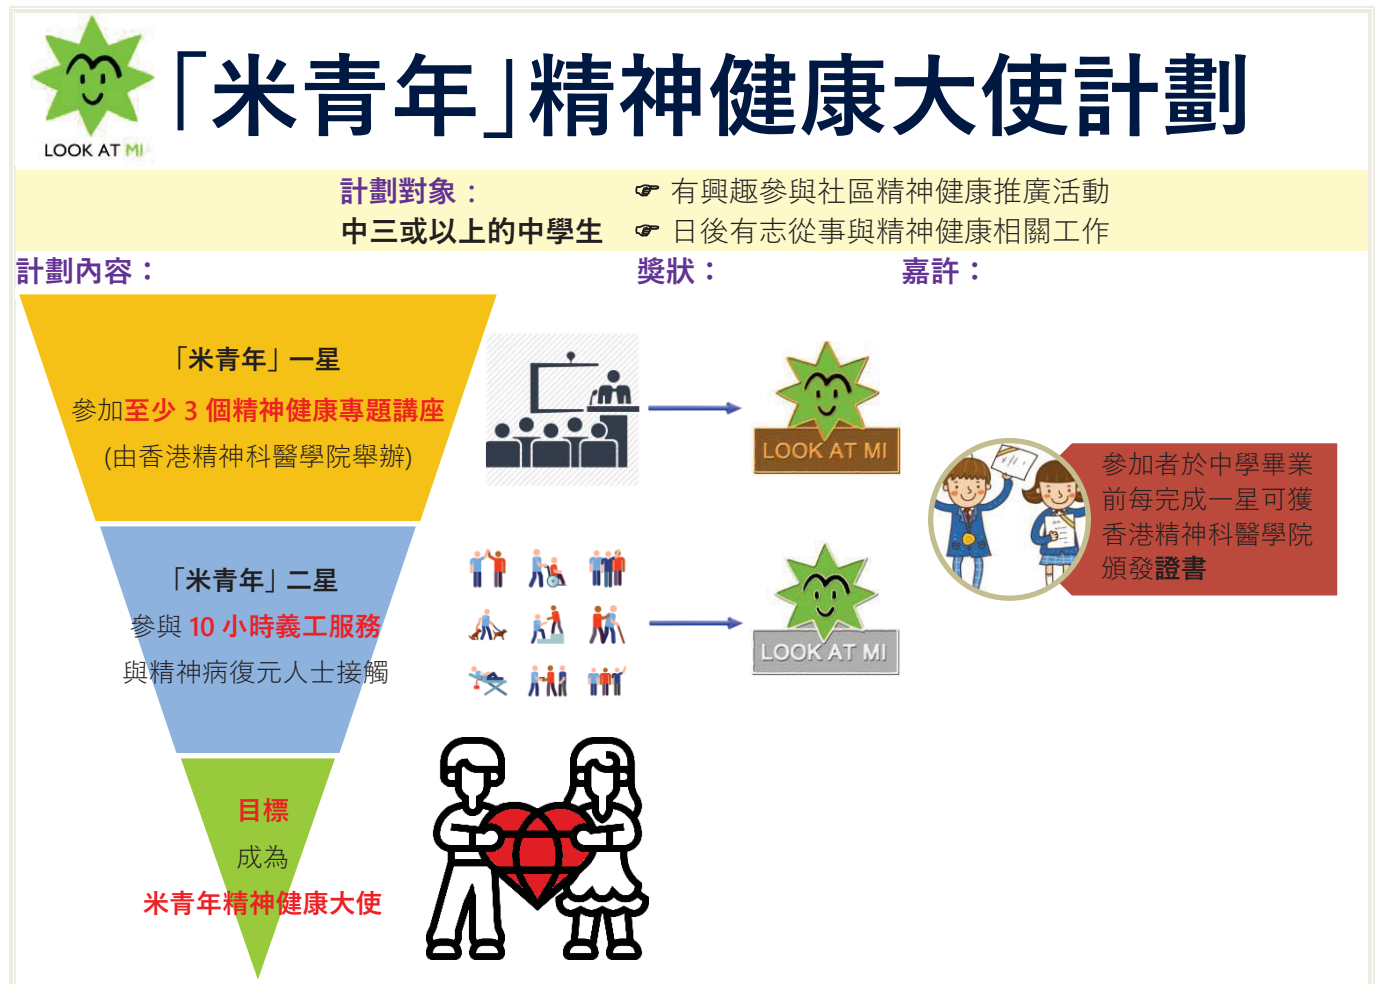 LOOK AT MI
「米青年」精神健康大使計劃
計劃對象：
中三或以上的中學生
☞ 有興趣參與社區精神健康推廣活動
☞ 日後有志從事與精神健康相關工作
計劃內容：
獎狀：
嘉許：
「米青年」一星
參加至少 3 個精神健康專題講座
(由香港精神科醫學院舉辦)
LOOK AT MI
「米青年」二星
參與 10 小時義工服務
與精神病復元人士接觸
LOOK AT MI
參加者於中學畢業
前每完成一星可獲
香港精神科醫學院
頒發證書
目標
成為
米青年精神健康大使